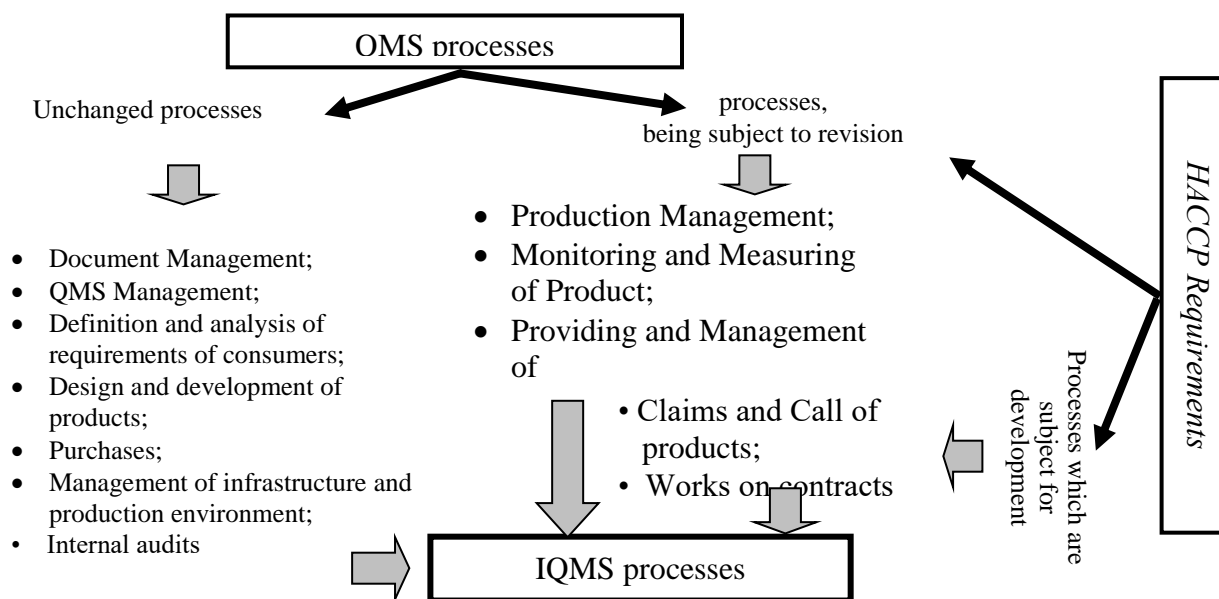 QMS processes
Unchanged processes
processes,
being subject to revision
HACCP Requirements
• Document Management;
• QMS Management;
• Definition and analysis of
requirements of consumers;
• Design and development of
products;
• Purchases;
• Management of infrastructure and
production environment;
• Internal audits
• Production Management;
• Monitoring and Measuring
of Product;
• Providing and Management
of
• Claims and Call of
products;
• Works on contracts
Processes which are
subject for
development
IQMS processes